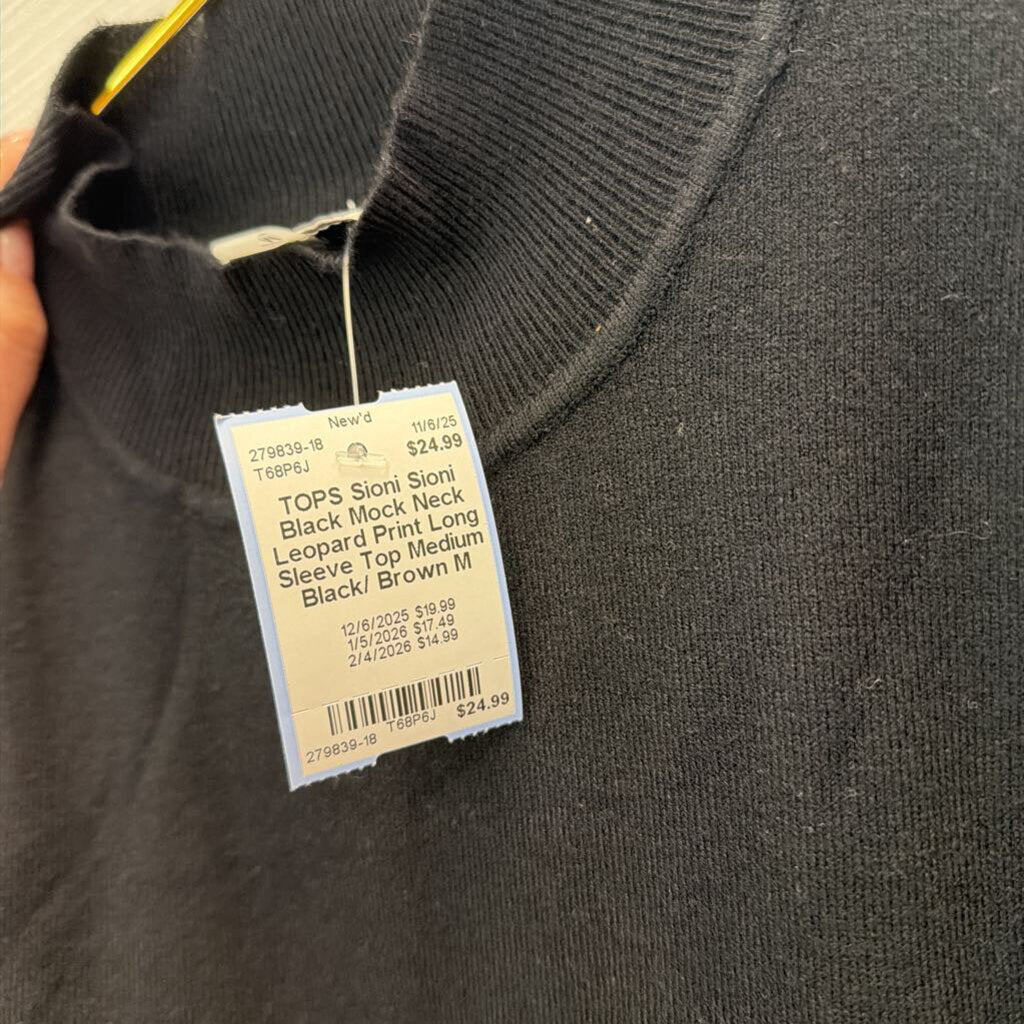 New'd
279839-18 11/6/25
T68P6J $24.99
TOPS Sioni Sioni
Black Mock Neck
Leopard Print Long
Sleeve Top Medium
Black/ Brown M
12/6/2025 $19.99
1/5/2026 $17.49
2/4/2026 $14.99
279839-18 T68P6J $24.99